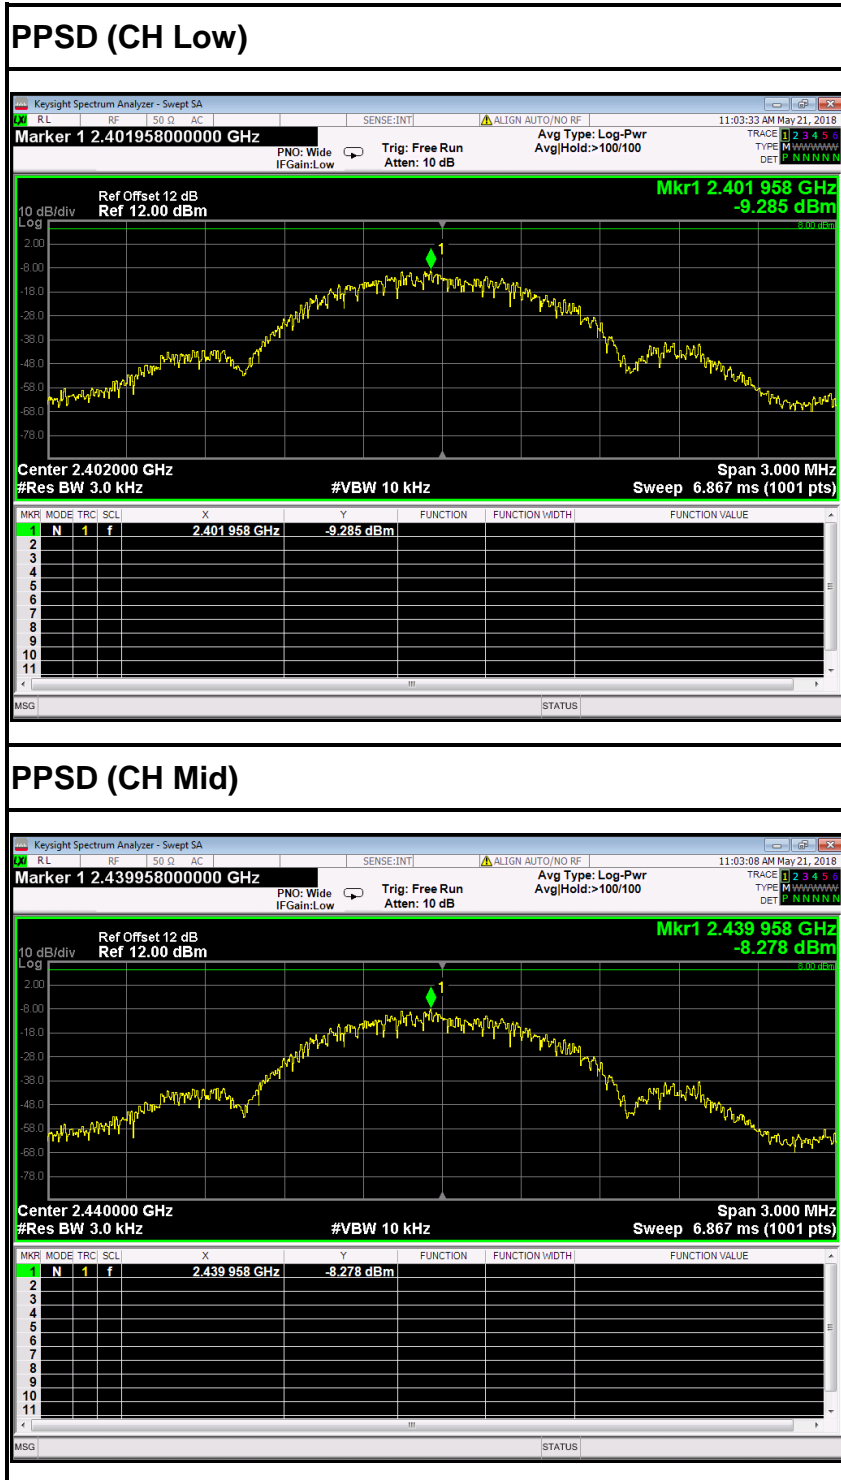 PPSD (CH Low)
Keysight Spectrum Analyzer - Swept SA
LXI RL RF 50 Ω AC SENSE:INT ALIGN AUTO/NO RF 11:03:33 AM May 21, 2018
Marker 1 2.401958000000 GHz Avg Type: Log-Pwr TRACE 1 2 3 4 5 6
PNO: Wide Trig: Free Run Avg|Hold:>100/100 TYPE M WWWWW
IFGain:Low Atten: 10 dB DET P N N N N N
Mkr1 2.401 958 GHz
Ref Offset 12 dB
10 dB/div Ref 12.00 dBm -9.285 dBm
Log
8.00 dBm
1
2.00
-8.00
-18.0
-28.0
-38.0
-48.0
-58.0
-68.0
-78.0
Center 2.402000 GHz Span 3.000 MHz
#Res BW 3.0 kHz #VBW 10 kHz Sweep 6.867 ms (1001 pts)
MKR MODE TRC SCL X Y FUNCTION FUNCTION WIDTH FUNCTION VALUE
1 N 1 f 2.401 958 GHz -9.285 dBm
2
3
4
5
6
7
8
9
10
11
MSG STATUS
PPSD (CH Mid)
Keysight Spectrum Analyzer - Swept SA
LXI RL RF 50 Ω AC SENSE:INT ALIGN AUTO/NO RF 11:03:08 AM May 21, 2018
Marker 1 2.439958000000 GHz Avg Type: Log-Pwr TRACE 1 2 3 4 5 6
PNO: Wide Trig: Free Run Avg|Hold:>100/100 TYPE M WWWWW
IFGain:Low Atten: 10 dB DET P N N N N N
Mkr1 2.439 958 GHz
Ref Offset 12 dB
10 dB/div Ref 12.00 dBm -8.278 dBm
Log
8.00 dBm
1
2.00
-8.00
-18.0
-28.0
-38.0
-48.0
-58.0
-68.0
-78.0
Center 2.440000 GHz Span 3.000 MHz
#Res BW 3.0 kHz #VBW 10 kHz Sweep 6.867 ms (1001 pts)
MKR MODE TRC SCL X Y FUNCTION FUNCTION WIDTH FUNCTION VALUE
1 N 1 f 2.439 958 GHz -8.278 dBm
2
3
4
5
6
7
8
9
10
11
MSG STATUS